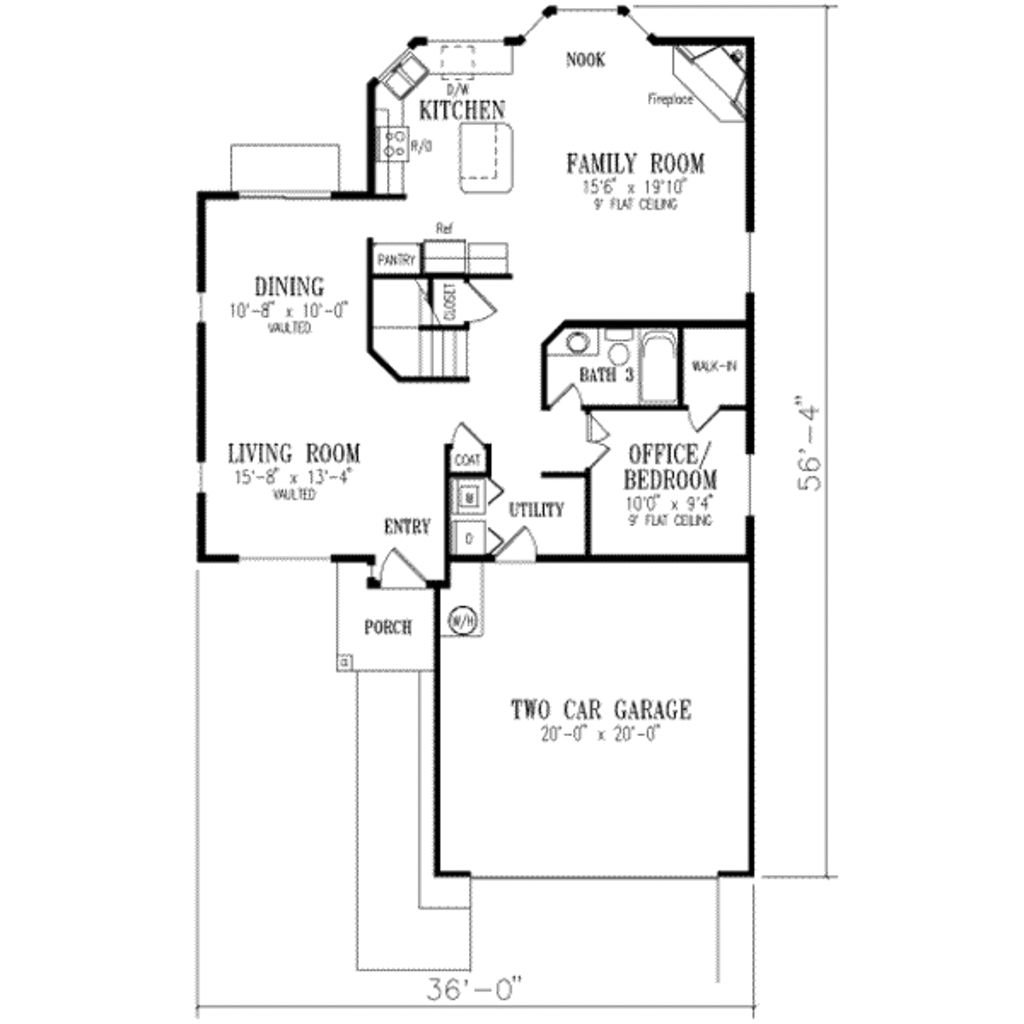 NOOK
D/W
KITCHEN
Fireplace
R/O
FAMILY ROOM
15'6" x 19'10"
9' FLAT CEILING
Ref
PANTRY
DINING
10'-8" x 10'-0"
VAULTED
CLOSET
BATH 3
WALK-IN
56'-4"
LIVING ROOM
15'-8" x 13'-4"
VAULTED
COAT
OFFICE/
BEDROOM
10'0" x 9'4"
9' FLAT CEILING
W
UTILITY
ENTRY
D
PORCH
W/H
TWO CAR GARAGE
20'-0" x 20'-0"
36'-0"